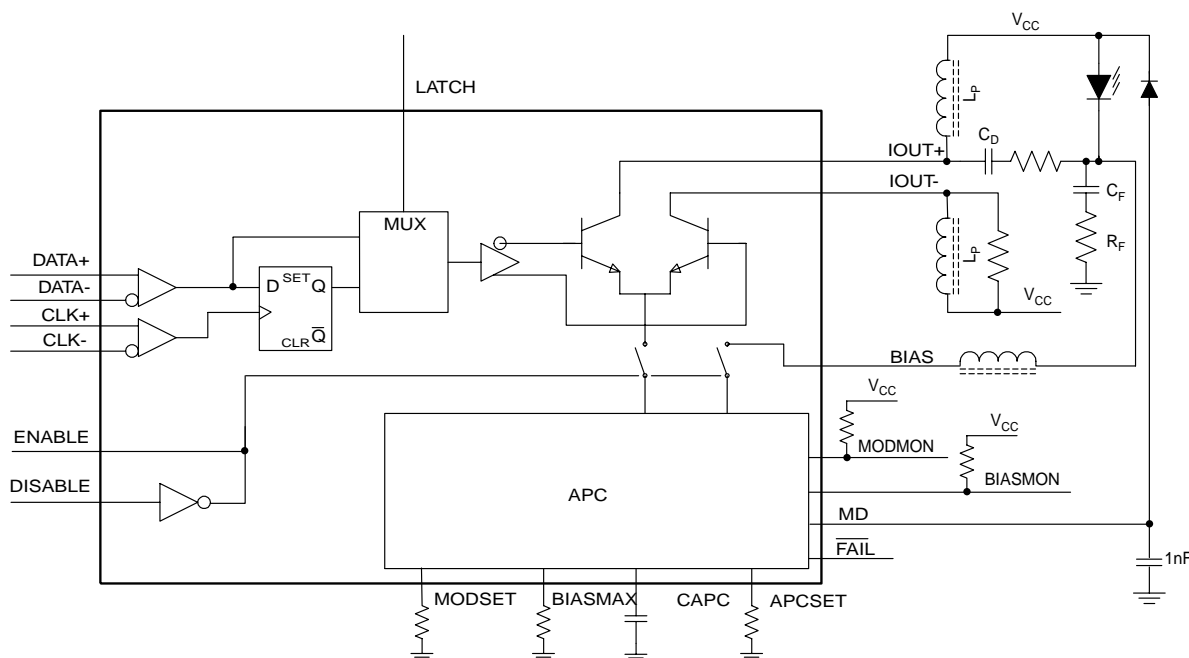 VCC
LATCH
LP
CD
IOUT+
IOUT-
MUX
CF
RF
LP
DATA+
DATA-
D SET Q
CLK+
CLK-
CLR Q̅
VCC
BIAS
VCC
VCC
ENABLE
MODMON
DISABLE
BIASMON
APC
MD
F̅A̅I̅L̅
1nF
MODSET BIASMAX CAPC APCSET